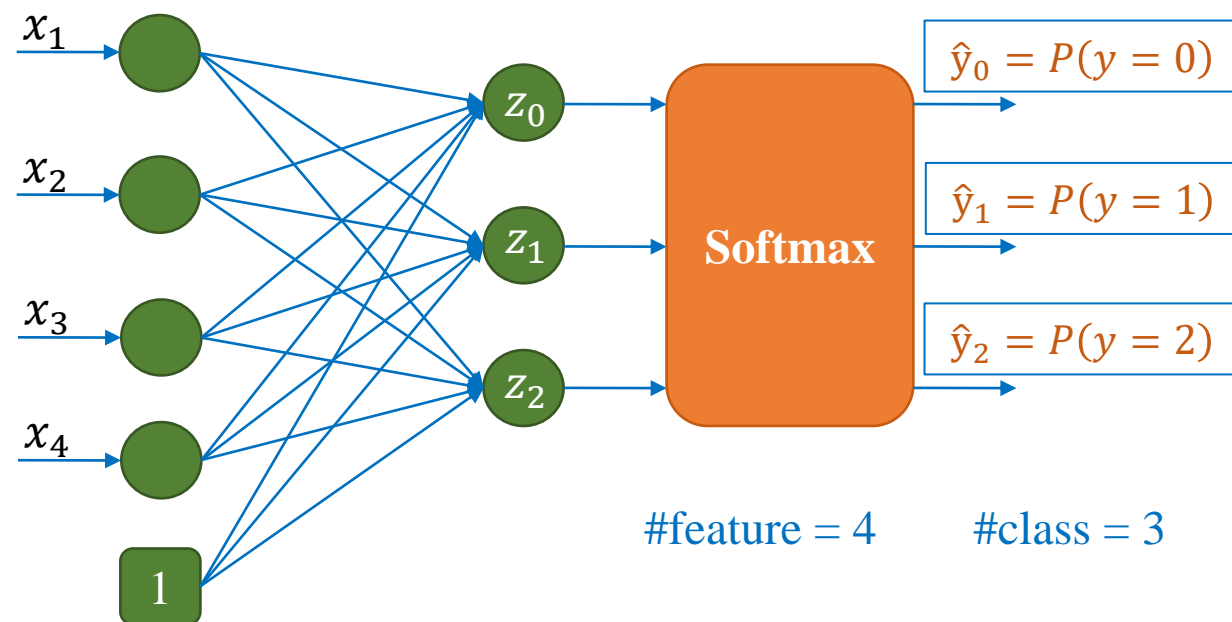 x₁
x₂
x₃
x₄
1
z₀
z₁
z₂
Softmax
ŷ₀ = P(y = 0)
ŷ₁ = P(y = 1)
ŷ₂ = P(y = 2)
#feature = 4
#class = 3